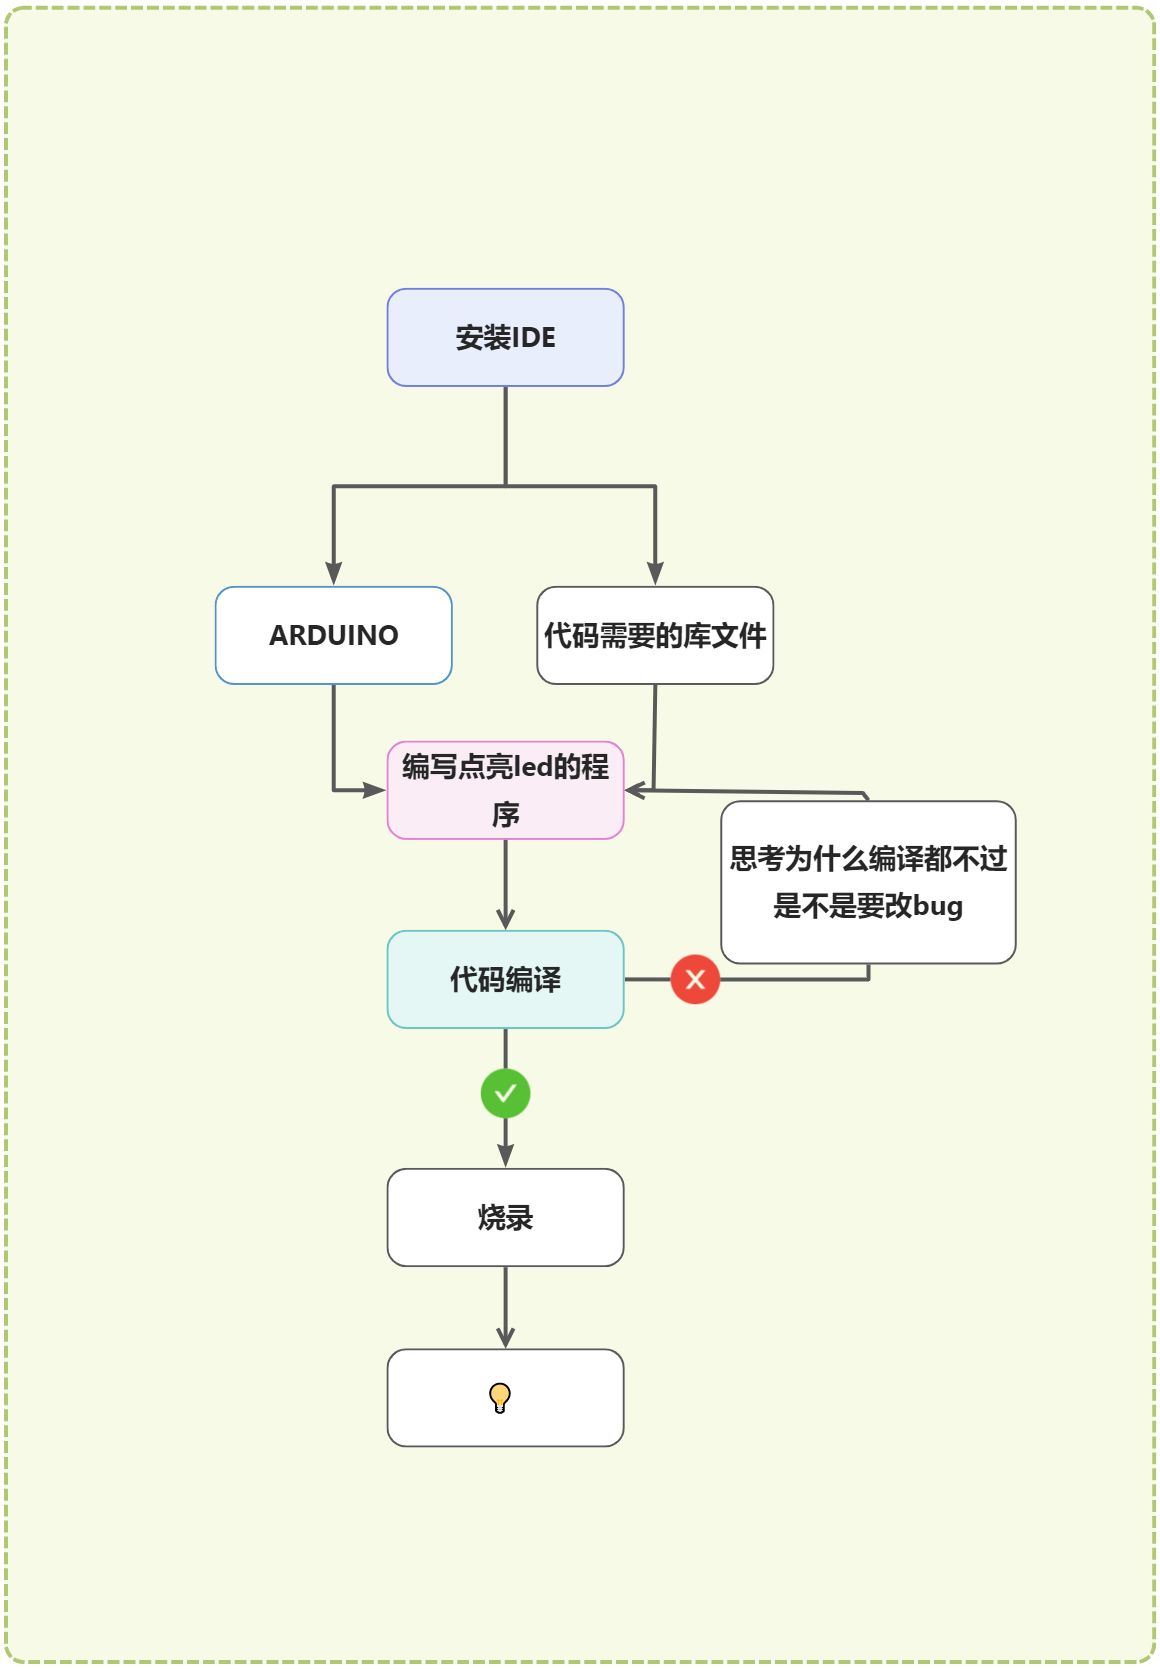 安装IDE
ARDUINO
代码需要的库文件
编写点亮led的程
序
思考为什么编译都不过
是不是要改bug
代码编译
烧录